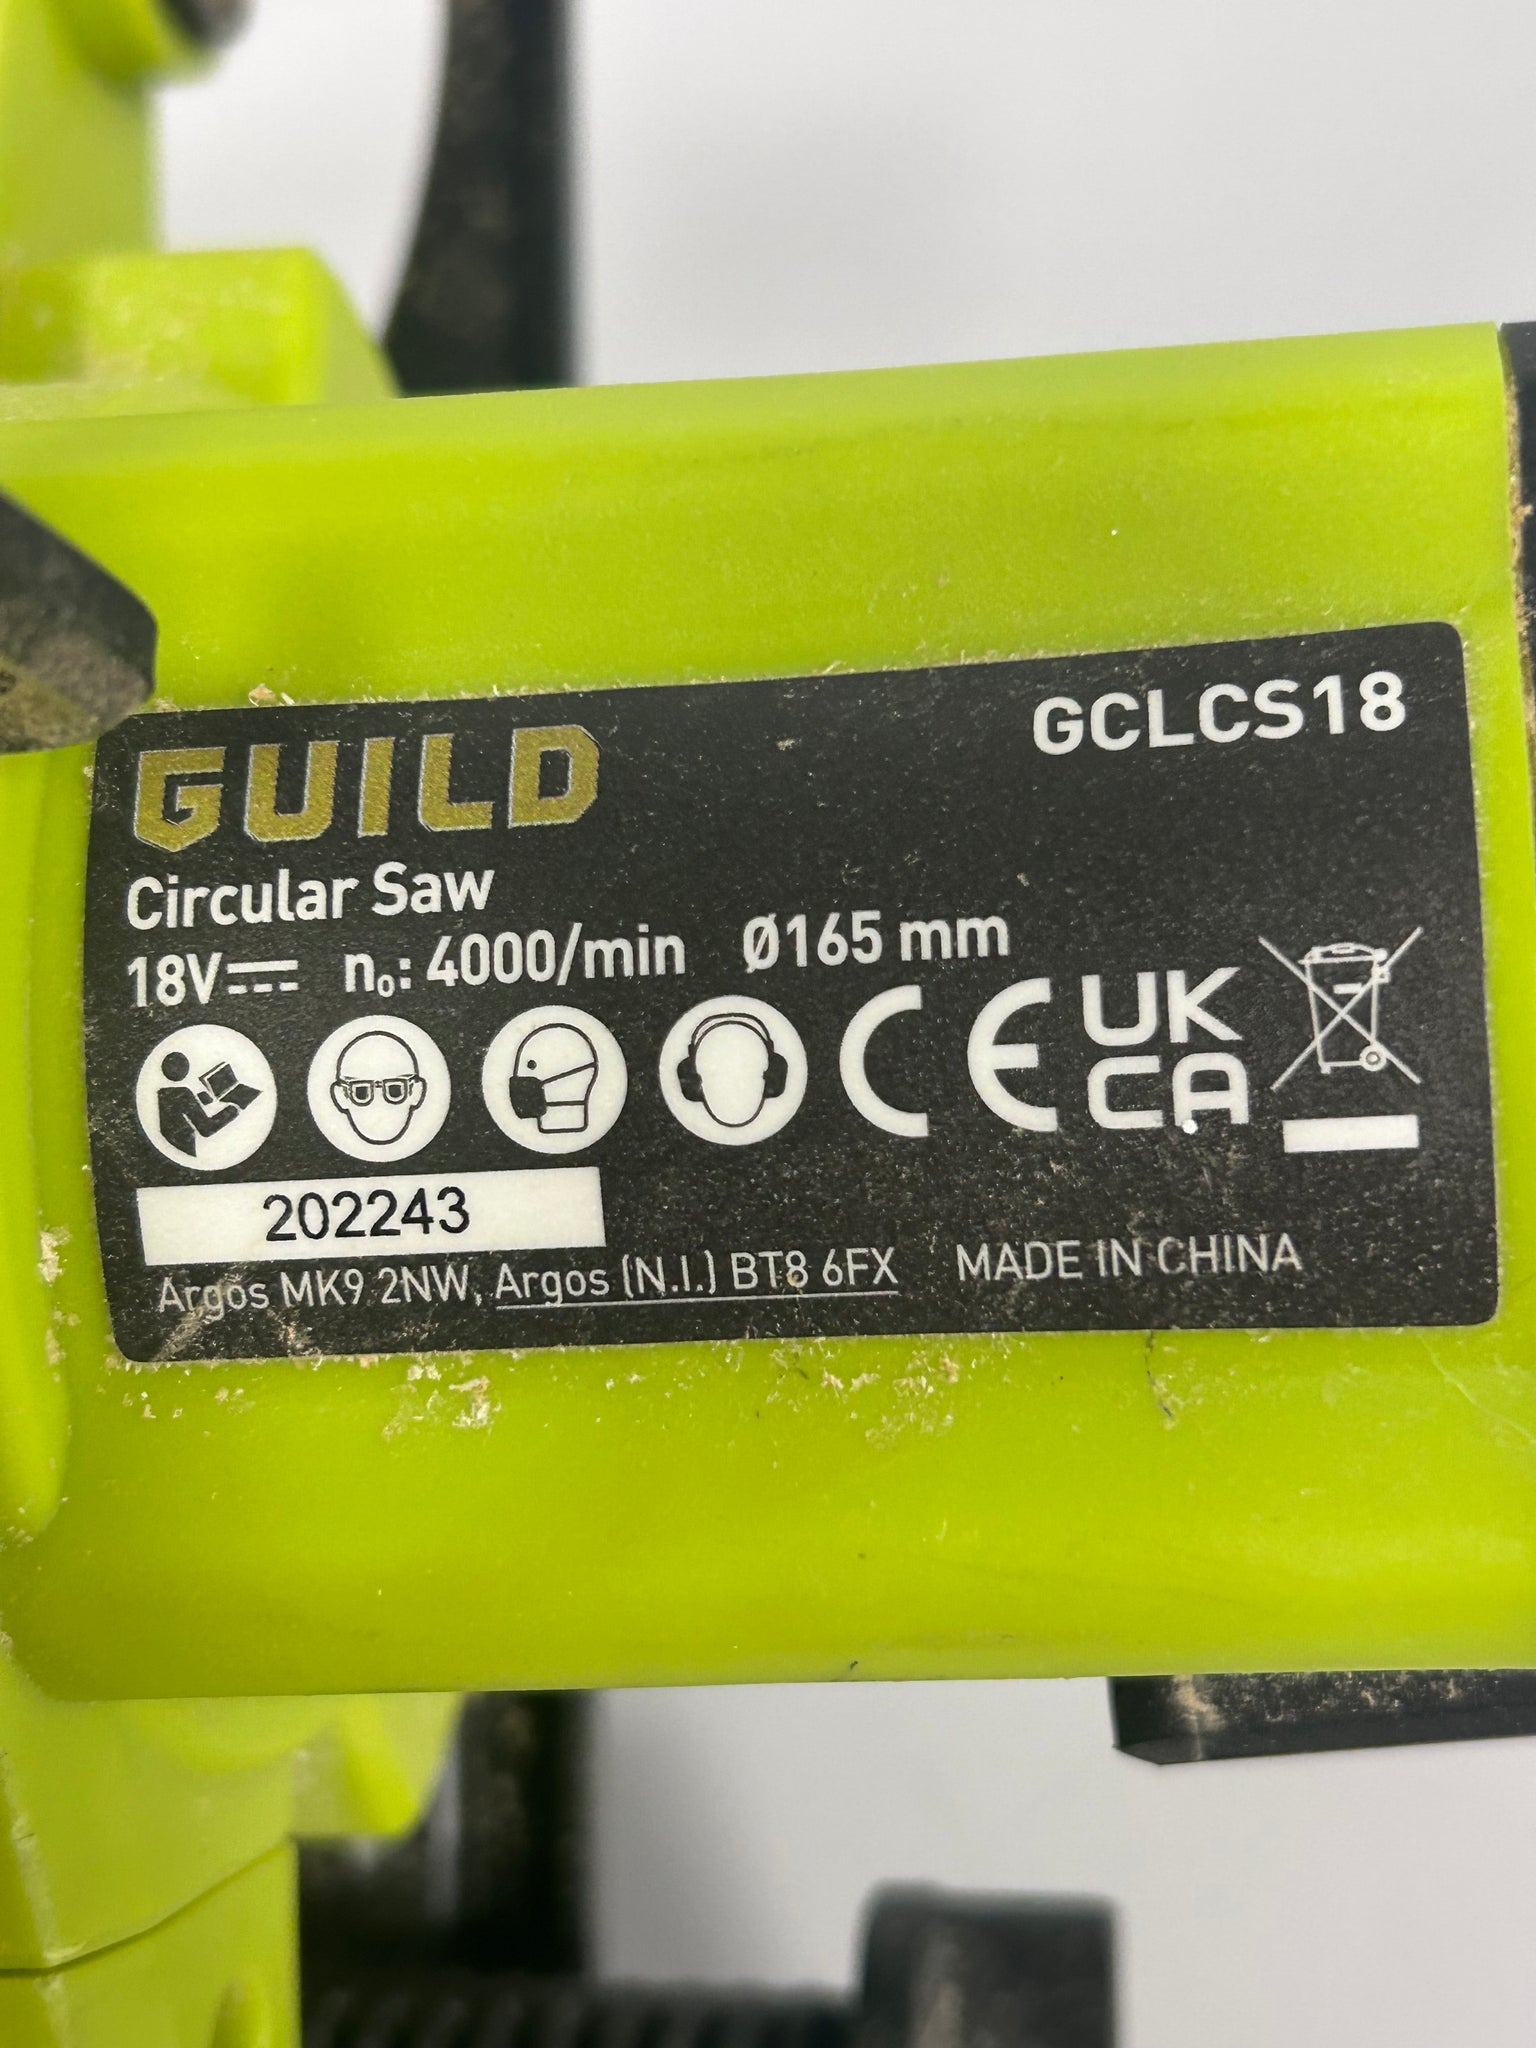 GUILD
GCLCS18
Circular Saw
18V n₀: 4000/min Ø165 mm
CE UK CA
202243
Argos MK9 2NW, Argos (N.I.) BT8 6FX MADE IN CHINA